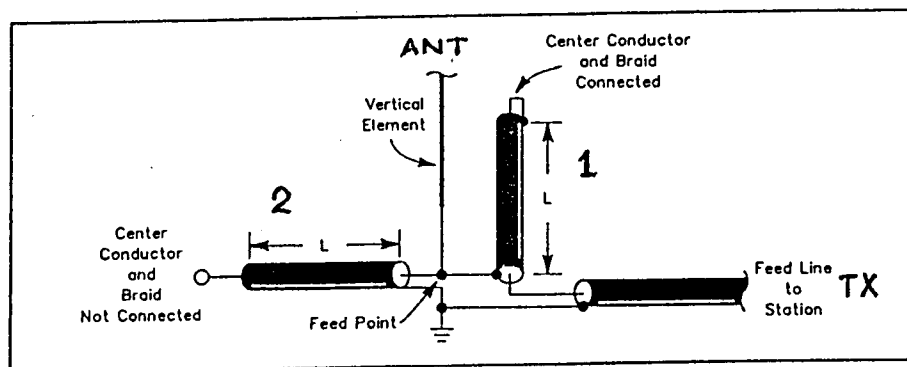 ANT
Center Conductor
and Braid
Connected
Vertical
Element
1
L
2
L
Center
Conductor
and
Braid
Not Connected
Feed Point
Feed Line
to
Station
TX